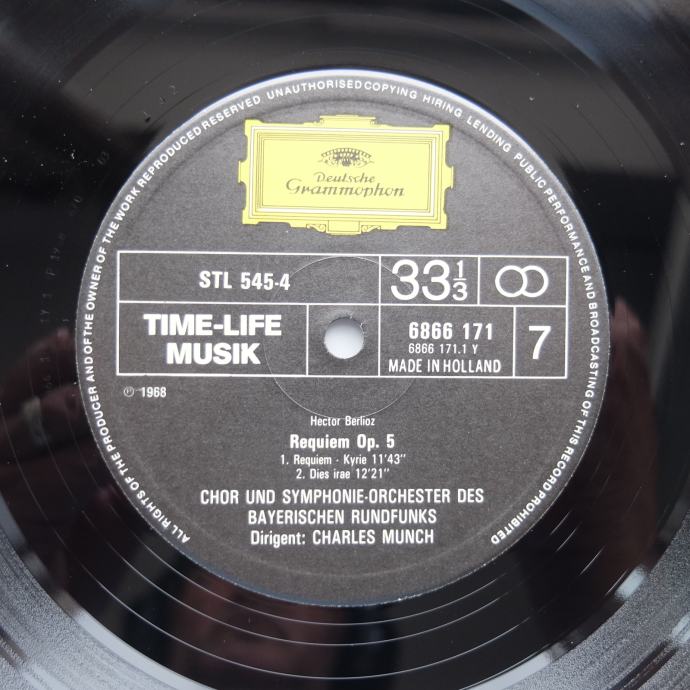 ALL RIGHTS OF THE PRODUCER AND OF THE OWNER OF THE WORK REPRODUCED RESERVED. UNAUTHORISED COPYING HIRING, LENDING, PUBLIC PERFORMANCE AND BROADCASTING OF THIS RECORD PROHIBITED
Deutsche
Grammophon
STL 545-4
33 1/3
TIME-LIFE
MUSIK
6866 171
6866 171.1 Y
MADE IN HOLLAND
7
℗ 1968
Hector Berlioz
Requiem Op. 5
1. Requiem · Kyrie 11'43"
2. Dies irae 12'21"
CHOR UND SYMPHONIE-ORCHESTER DES
BAYERISCHEN RUNDFUNKS
Dirigent: CHARLES MUNCH